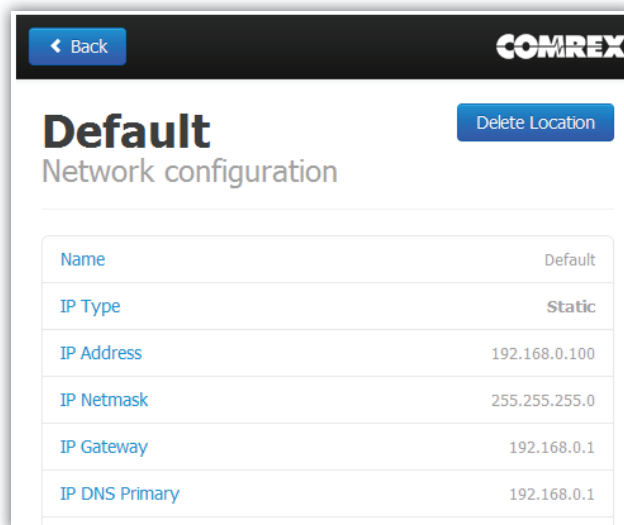 Back
COMREX
Default
Delete Location
Network configuration
Name Default
IP Type Static
IP Address 192.168.0.100
IP Netmask 255.255.255.0
IP Gateway 192.168.0.1
IP DNS Primary 192.168.0.1